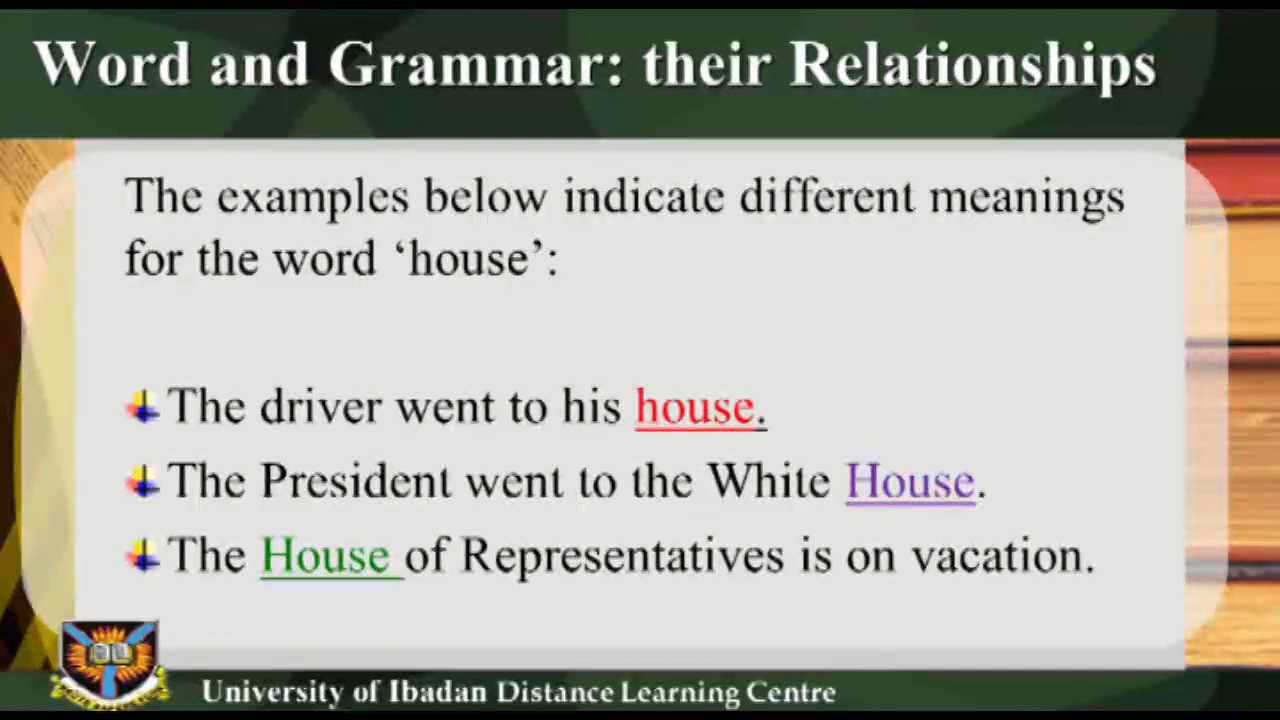 Word and Grammar: their Relationships
The examples below indicate different meanings
for the word ‘house’:
The driver went to his house.
The President went to the White House.
The House of Representatives is on vacation.
University of Ibadan Distance Learning Centre